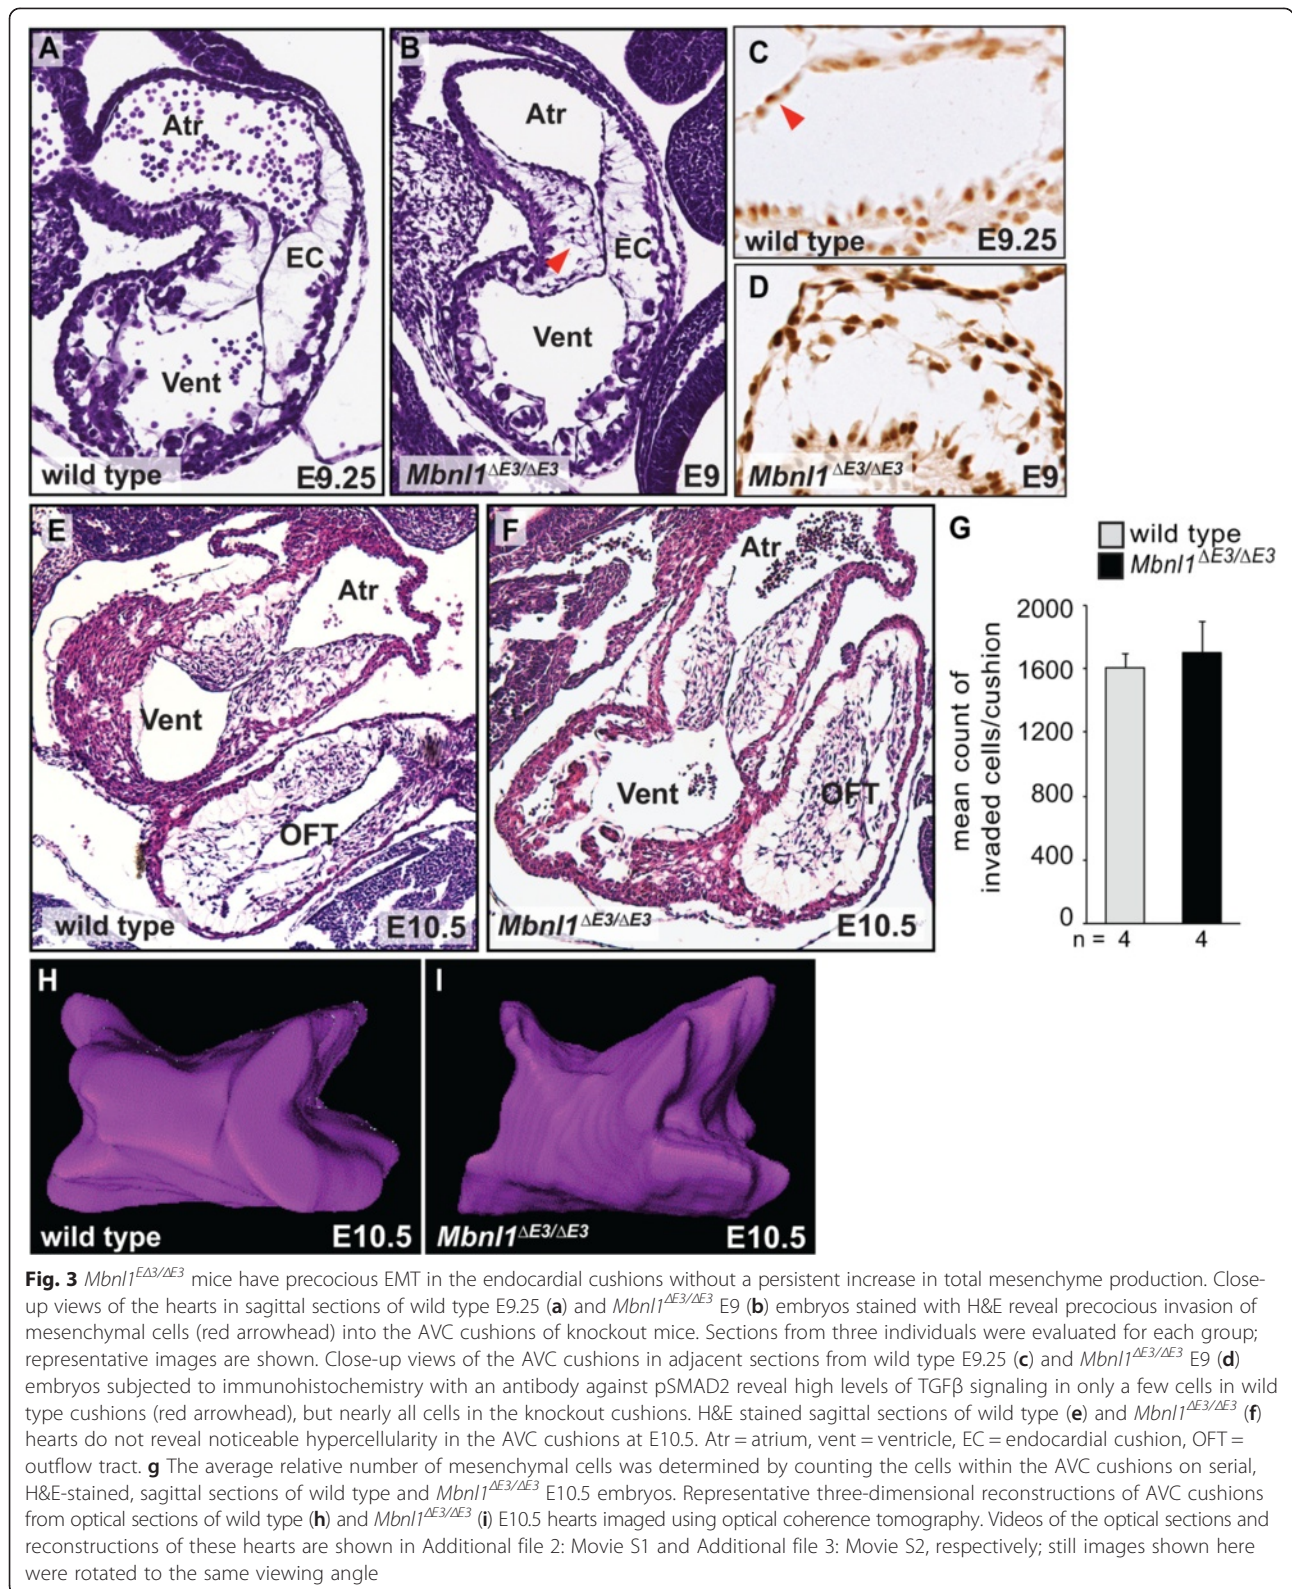 A
Atr
EC
Vent
wild type
E9.25
B
Atr
EC
Vent
Mbnl1ΔE3/ΔE3
E9
C
wild type
E9.25
D
Mbnl1ΔE3/ΔE3
E9
E
Atr
Vent
OFT
wild type
E10.5
F
Atr
Vent
OFT
Mbnl1ΔE3/ΔE3
E10.5
G
wild type
Mbnl1ΔE3/ΔE3
mean count of
invaded cells/cushion
2000
1600
1200
800
400
0
n = 4 4
H
wild type
E10.5
I
Mbnl1ΔE3/ΔE3
E10.5
Fig. 3 Mbnl1EΔ3/ΔE3 mice have precocious EMT in the endocardial cushions without a persistent increase in total mesenchyme production. Close-
up views of the hearts in sagittal sections of wild type E9.25 (a) and Mbnl1ΔE3/ΔE3 E9 (b) embryos stained with H&E reveal precocious invasion of
mesenchymal cells (red arrowhead) into the AVC cushions of knockout mice. Sections from three individuals were evaluated for each group;
representative images are shown. Close-up views of the AVC cushions in adjacent sections from wild type E9.25 (c) and Mbnl1ΔE3/ΔE3 E9 (d)
embryos subjected to immunohistochemistry with an antibody against pSMAD2 reveal high levels of TGFβ signaling in only a few cells in wild
type cushions (red arrowhead), but nearly all cells in the knockout cushions. H&E stained sagittal sections of wild type (e) and Mbnl1ΔE3/ΔE3 (f)
hearts do not reveal noticeable hypercellularity in the AVC cushions at E10.5. Atr = atrium, vent = ventricle, EC = endocardial cushion, OFT =
outflow tract. g The average relative number of mesenchymal cells was determined by counting the cells within the AVC cushions on serial,
H&E-stained, sagittal sections of wild type and Mbnl1ΔE3/ΔE3 E10.5 embryos. Representative three-dimensional reconstructions of AVC cushions
from optical sections of wild type (h) and Mbnl1ΔE3/ΔE3 (i) E10.5 hearts imaged using optical coherence tomography. Videos of the optical sections and
reconstructions of these hearts are shown in Additional file 2: Movie S1 and Additional file 3: Movie S2, respectively; still images shown here
were rotated to the same viewing angle